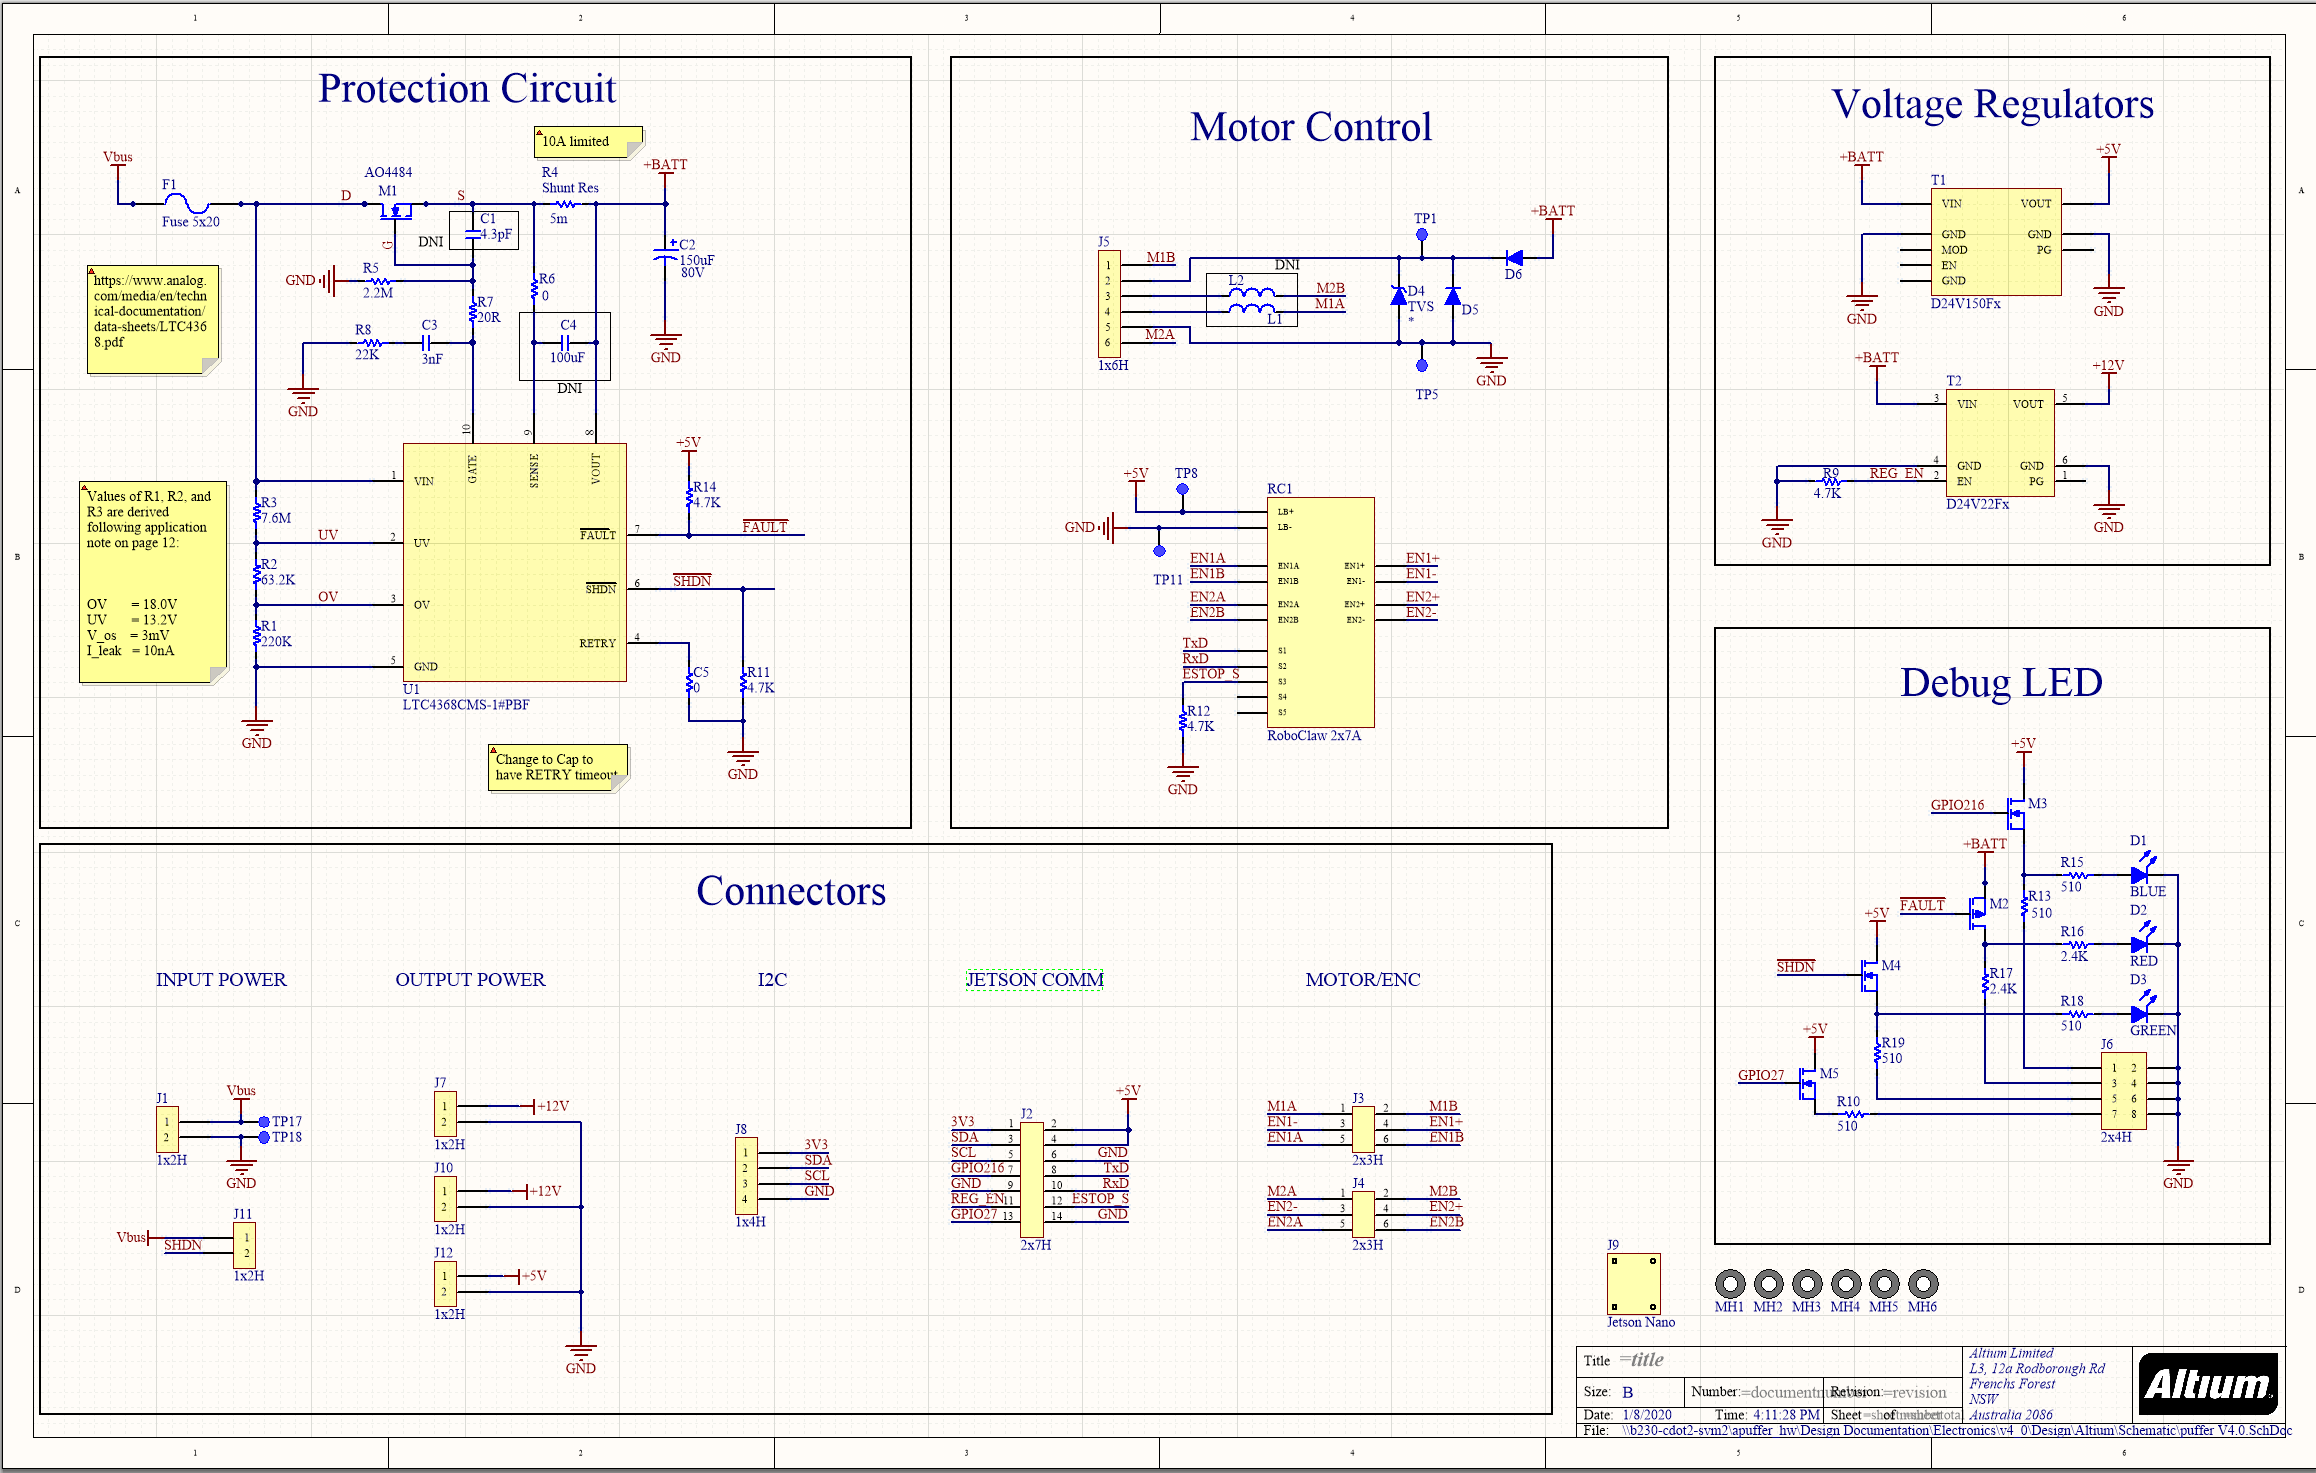 1 2 3 4 5 6
A
B
C
D
Protection Circuit
10A limited
Vbus
F1
Fuse 5x20
D
AO4484
M1
S
G
DNI
C1
4.3pF
R4
Shunt Res
5m
+BATT
C2
150uF
80V
GND
https://www.analog.
com/media/en/techn
ical-documentation/
data-sheets/LTC436
8.pdf
GND
R5
2.2M
R7
20R
R6
0
R8
22K
C3
3nF
C4
100uF
DNI
GND
10
9
8
GATE
SENSE
VOUT
1
VIN
2
UV
3
OV
5
GND
FAULT
7
SHDN
6
RETRY
4
U1
LTC4368CMS-1#PBF
Values of R1, R2, and
R3 are derived
following application
note on page 12:
OV = 18.0V
UV = 13.2V
V_os = 3mV
I_leak = 10nA
R3
7.6M
UV
R2
63.2K
OV
R1
220K
GND
+5V
R14
4.7K
FAULT
SHDN
C5
0
R11
4.7K
GND
Change to Cap to
have RETRY timeout
Motor Control
J5
1
2
3
4
5
6
1x6H
M1B
M2A
DNI
L2
L1
M2B
M1A
TP1
D4
TVS
*
D5
D6
+BATT
TP5
GND
+5V
TP8
GND
TP11
RC1
LB+
LB-
EN1A EN1A EN1+ EN1+
EN1B EN1B EN1- EN1-
EN2A EN2A EN2+ EN2+
EN2B EN2B EN2- EN2-
TxD S1
RxD S2
ESTOP_S S3
S4
S5
R12
4.7K
RoboClaw 2x7A
GND
Voltage Regulators
+BATT
T1
+5V
VIN VOUT
GND GND
MOD PG
EN
GND
D24V150Fx
GND
GND
+BATT
T2
+12V
3 VIN VOUT 5
4 GND GND 6
2 EN PG 1
R9
4.7K
REG_EN
D24V22Fx
GND
GND
Debug LED
+5V
GPIO216
M3
+BATT
FAULT
M2
+5V
SHDN
M4
+5V
GPIO27
M5
R15
510
D1
BLUE
R13
510
R16
2.4K
D2
RED
R17
2.4K
R18
510
D3
GREEN
R19
510
R10
510
J6
1 2
3 4
5 6
7 8
2x4H
GND
Connectors
INPUT POWER
OUTPUT POWER
I2C
JETSON COMM
MOTOR/ENC
J1
1
2
1x2H
Vbus
TP17
TP18
GND
J11
Vbus
SHDN
1
2
1x2H
J7
1
2
1x2H
+12V
J10
1
2
1x2H
+12V
J12
1
2
1x2H
+5V
GND
J8
1 3V3
2 SDA
3 SCL
4 GND
1x4H
J2
+5V
3V3 1 2
SDA 3 4
SCL 5 6 GND
GPIO216 7 8 TxD
GND 9 10 RxD
REG_EN 11 12 ESTOP_S
GPIO27 13 14 GND
2x7H
J3
M1A 1 2 M1B
EN1- 3 4 EN1+
EN1A 5 6 EN1B
2x3H
J4
M2A 1 2 M2B
EN2- 3 4 EN2+
EN2A 5 6 EN2B
2x3H
J9
Jetson Nano
MH1 MH2 MH3 MH4 MH5 MH6
Title =title
Size: B
Number: =documentnumber
Revision: =revision
Date: 1/8/2020
Time: 4:11:28 PM
Sheet of
File: \\b230-cdot2-svm2\apuffer_hw\Design Documentation\Electronics\v4_0\Design\Altium\Schematic\puffer V4.0.SchDoc
Altium Limited
L3, 12a Rodborough Rd
Frenchs Forest
NSW
Australia 2086
Altium
1 2 3 4 5 6
A
B
C
D